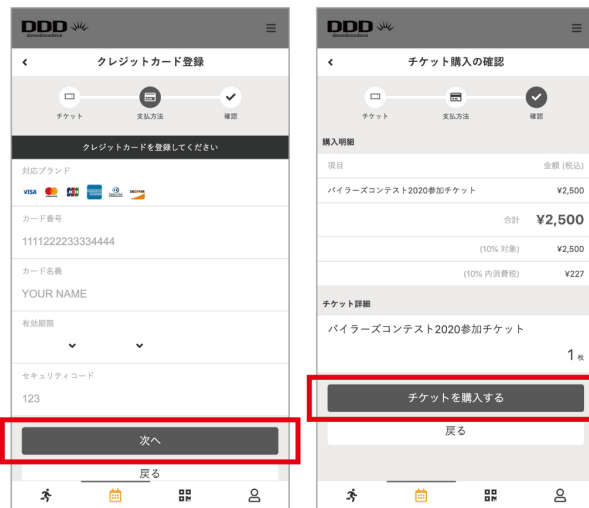 DDD
dancedancedance
クレジットカード登録
チケット
支払方法
確認
クレジットカードを登録してください
対応ブランド
VISA
JCB
DISCOVER
カード番号
1111222233334444
カード名義
YOUR NAME
有効期限
セキュリティコード
123
次へ
戻る
DDD
dancedancedance
チケット購入の確認
チケット
支払方法
確認
購入明細
項目 金額 (税込)
バイラーズコンテスト2020参加チケット ¥2,500
合計 ¥2,500
(10% 対象) ¥2,500
(10% 内消費税) ¥227
チケット詳細
バイラーズコンテスト2020参加チケット
1 枚
チケットを購入する
戻る